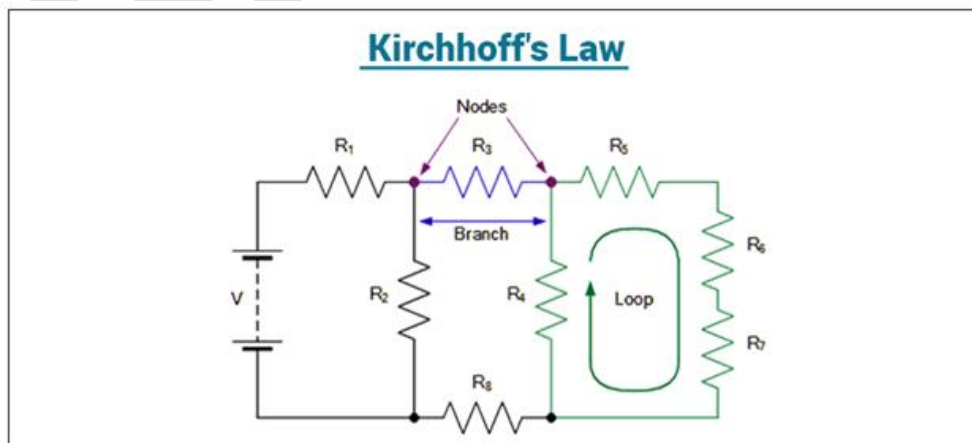 Kirchhoff's Law
Nodes
R₁
R₃
R₅
Branch
R₆
V
R₂
R₄
Loop
R₇
R₈